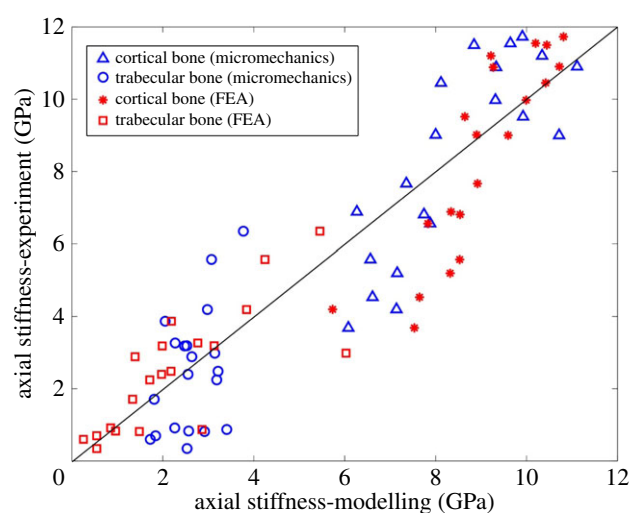 12
10
8
6
4
2
0
2
4
6
8
10
12
axial stiffness-experiment (GPa)
axial stiffness-modelling (GPa)
cortical bone (micromechanics)
trabecular bone (micromechanics)
cortical bone (FEA)
trabecular bone (FEA)